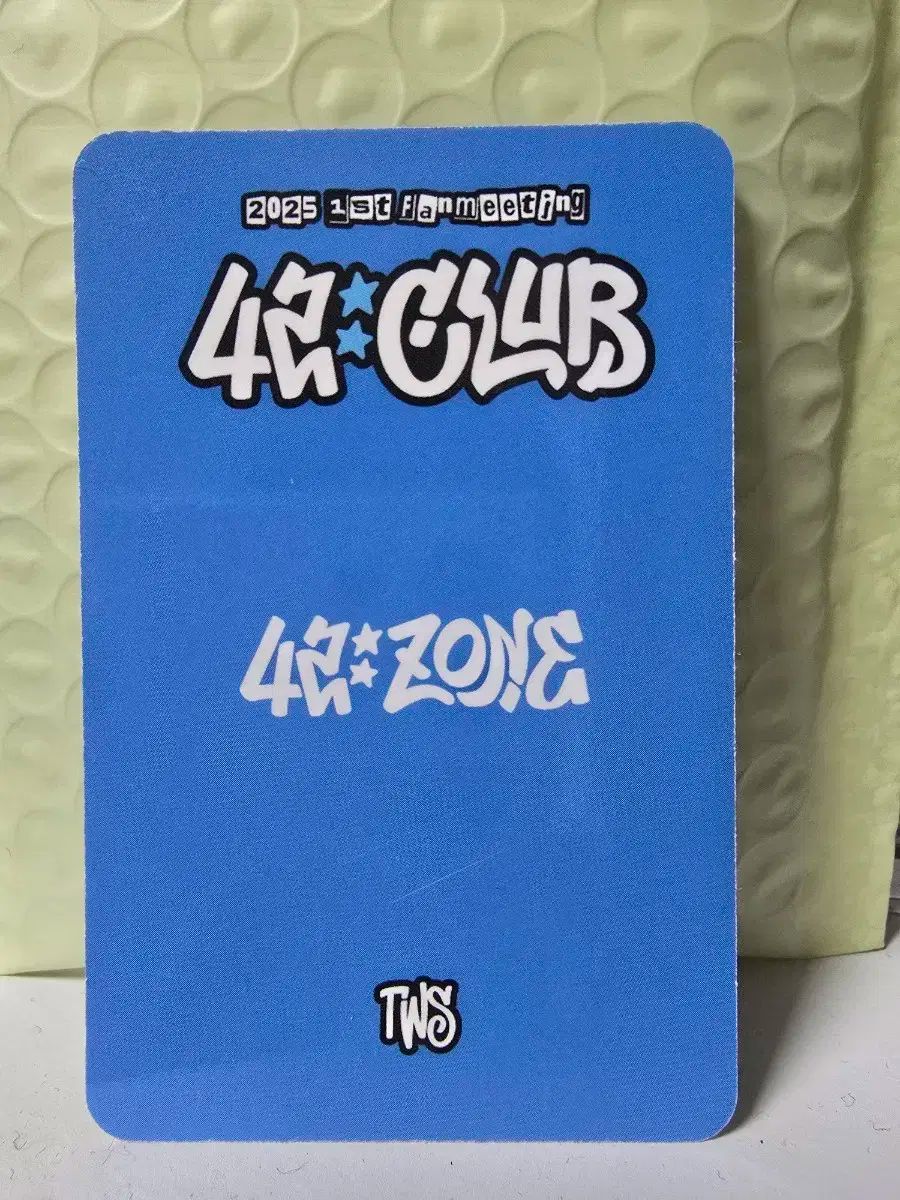 2025 1st fanmeeting
42:CLUB
42:ZONE
TWS